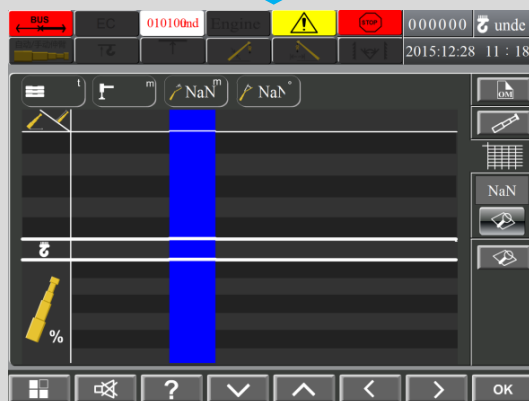 BUS EC 010100nd Engine STOP 000000 unde
2015:12:28 11:18
t m NaN m NaN ° OM
NaN
%
? OK